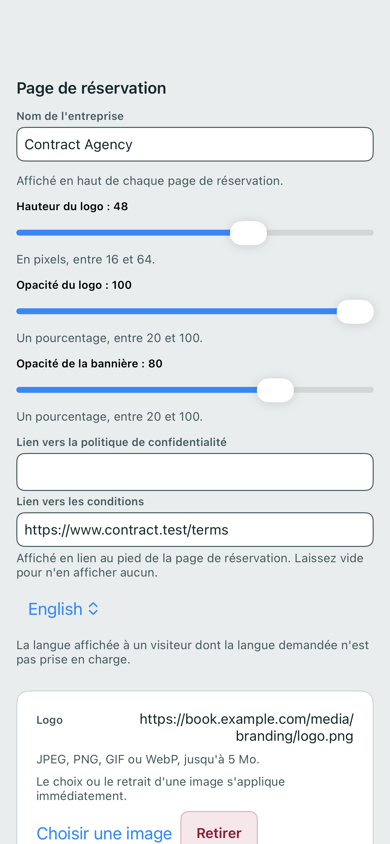 Page de réservation
Nom de l'entreprise
Contract Agency
Affiché en haut de chaque page de réservation.
Hauteur du logo : 48
En pixels, entre 16 et 64.
Opacité du logo : 100
Un pourcentage, entre 20 et 100.
Opacité de la bannière : 80
Un pourcentage, entre 20 et 100.
Lien vers la politique de confidentialité
Lien vers les conditions
https://www.contract.test/terms
Affiché en lien au pied de la page de réservation. Laissez vide
pour n'en afficher aucun.
English
La langue affichée à un visiteur dont la langue demandée n'est
pas prise en charge.
Logo
https://book.example.com/media/
branding/logo.png
JPEG, PNG, GIF ou WebP, jusqu'à 5 Mo.
Le choix ou le retrait d'une image s'applique
immédiatement.
Choisir une image
Retirer